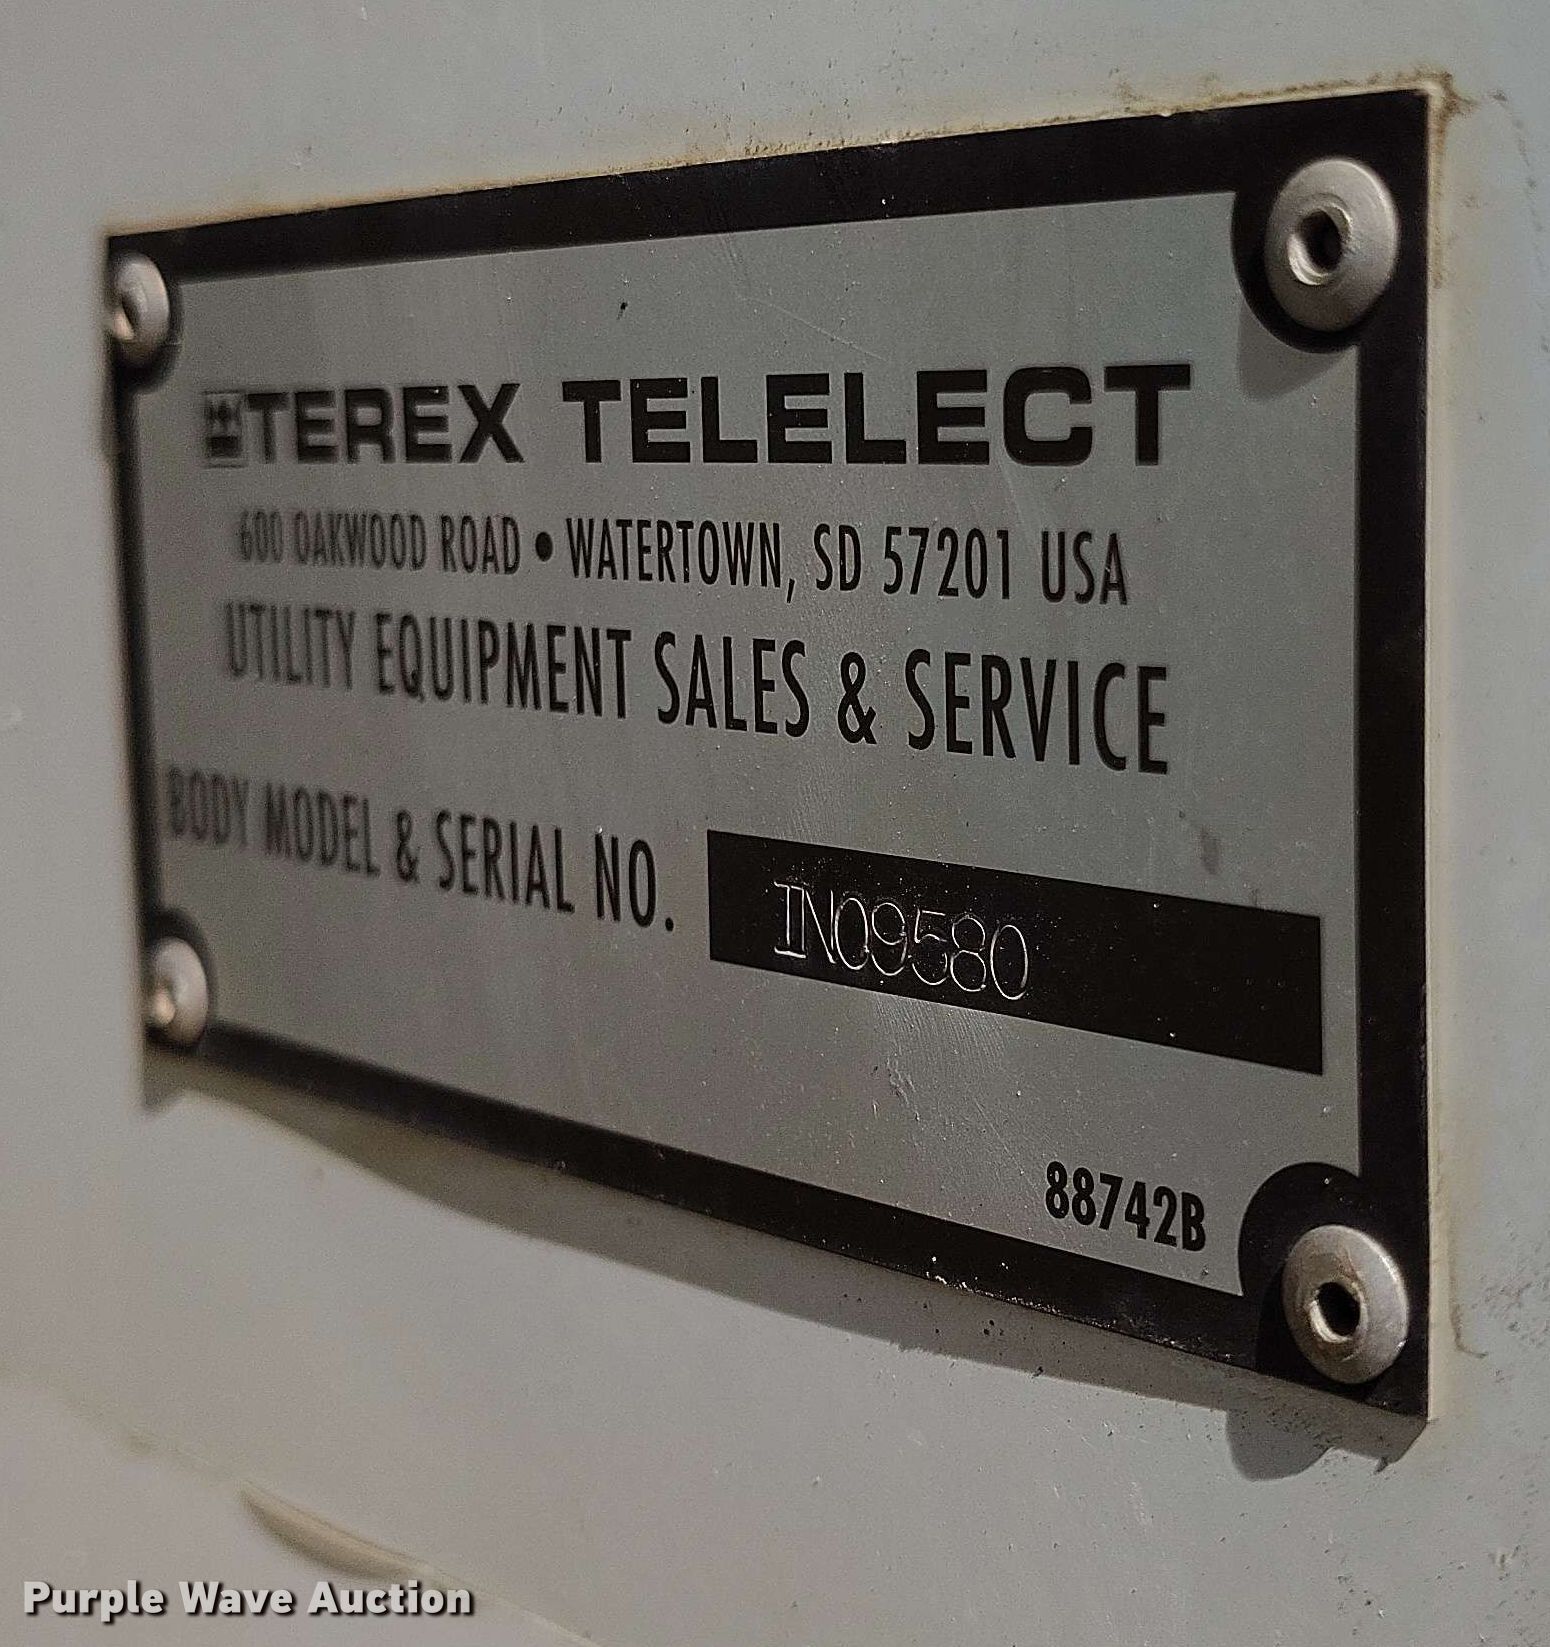 TEREX TELELECT
600 OAKWOOD ROAD • WATERTOWN, SD 57201 USA
UTILITY EQUIPMENT SALES & SERVICE
BODY MODEL & SERIAL NO. IN09580
88742B
Purple Wave Auction